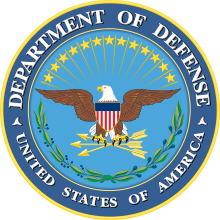 DEPARTMENT OF DEFENSE
UNITED STATES OF AMERICA